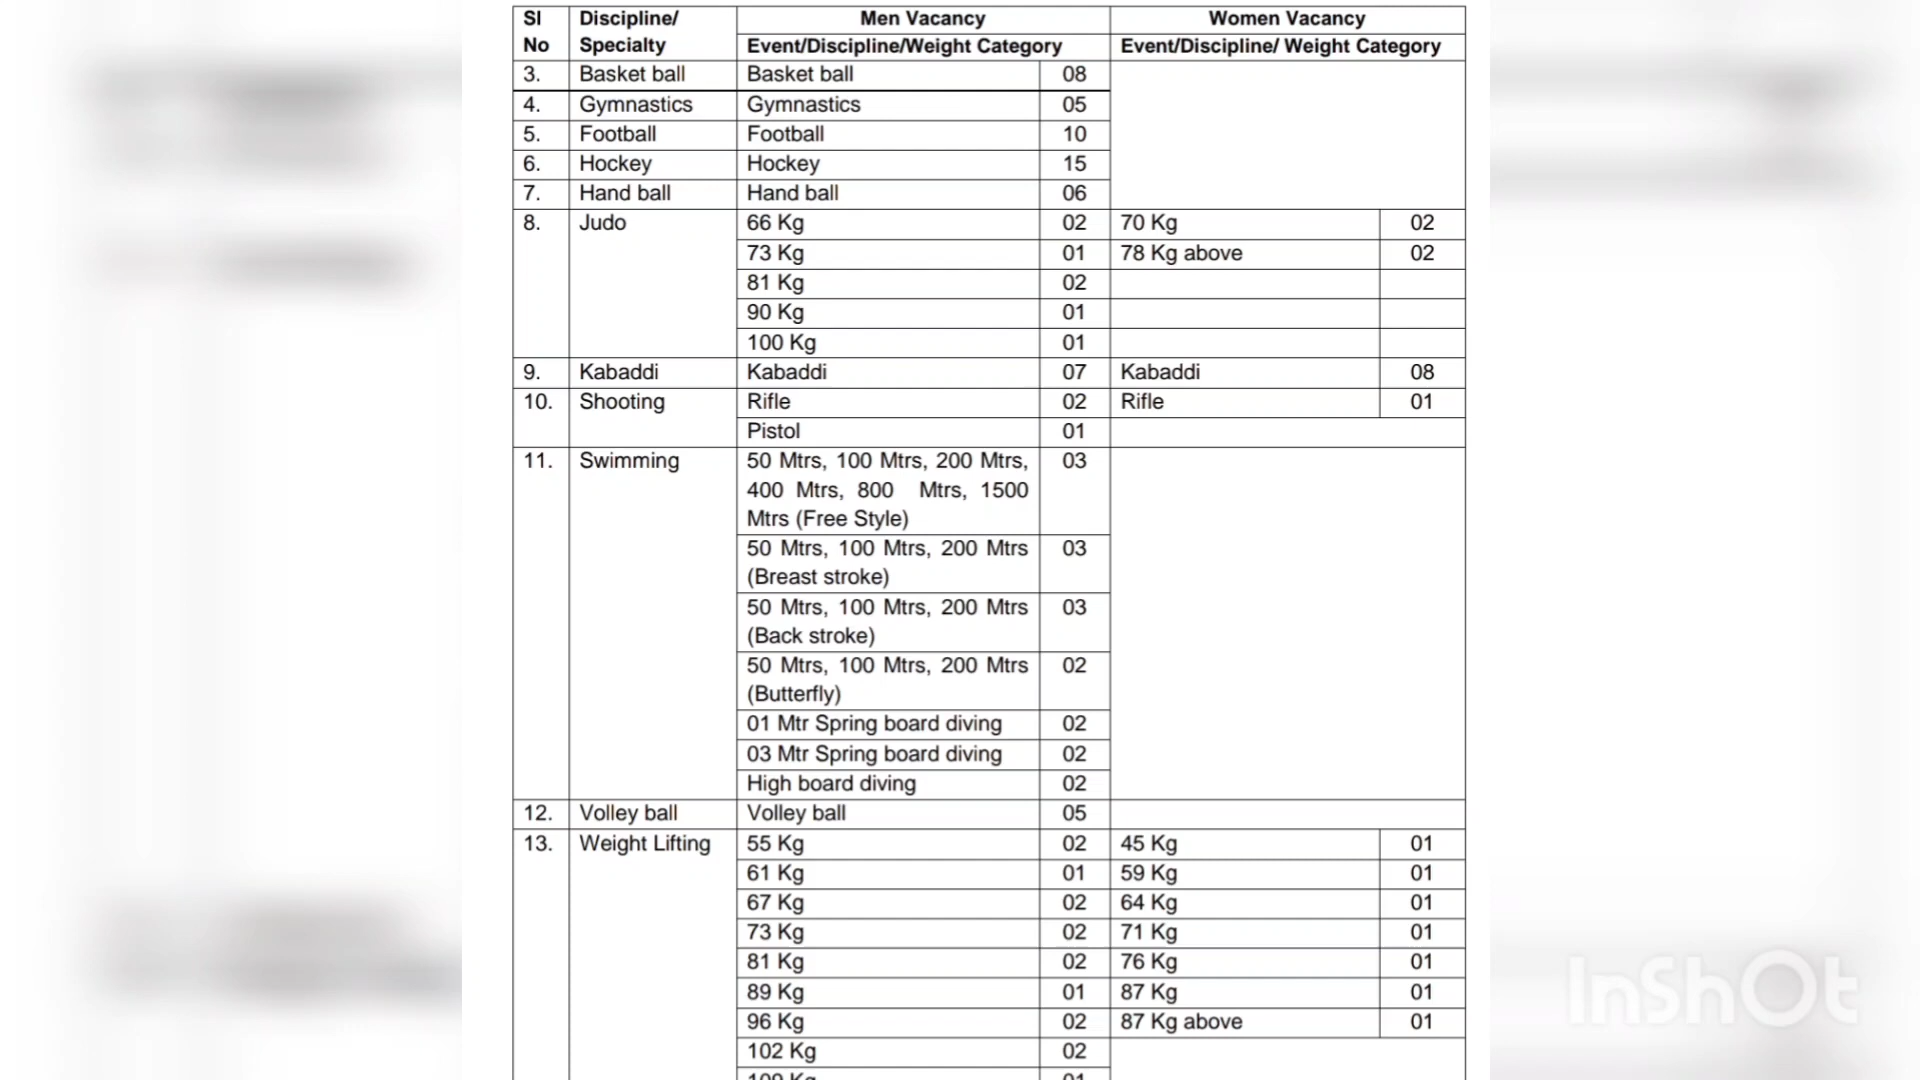 Sl Discipline/ Men Vacancy Women Vacancy
No Specialty Event/Discipline/Weight Category Event/Discipline/ Weight Category
3. Basket ball Basket ball 08
4. Gymnastics Gymnastics 05
5. Football Football 10
6. Hockey Hockey 15
7. Hand ball Hand ball 06
8. Judo 66 Kg 02 70 Kg 02
73 Kg 01 78 Kg above 02
81 Kg 02
90 Kg 01
100 Kg 01
9. Kabaddi Kabaddi 07 Kabaddi 08
10. Shooting Rifle 02 Rifle 01
Pistol 01
11. Swimming 50 Mtrs, 100 Mtrs, 200 Mtrs, 03
400 Mtrs, 800 Mtrs, 1500
Mtrs (Free Style)
50 Mtrs, 100 Mtrs, 200 Mtrs 03
(Breast stroke)
50 Mtrs, 100 Mtrs, 200 Mtrs 03
(Back stroke)
50 Mtrs, 100 Mtrs, 200 Mtrs 02
(Butterfly)
01 Mtr Spring board diving 02
03 Mtr Spring board diving 02
High board diving 02
12. Volley ball Volley ball 05
13. Weight Lifting 55 Kg 02 45 Kg 01
61 Kg 01 59 Kg 01
67 Kg 02 64 Kg 01
73 Kg 02 71 Kg 01
81 Kg 02 76 Kg 01
89 Kg 01 87 Kg 01
96 Kg 02 87 Kg above 01
102 Kg 02
InShOt